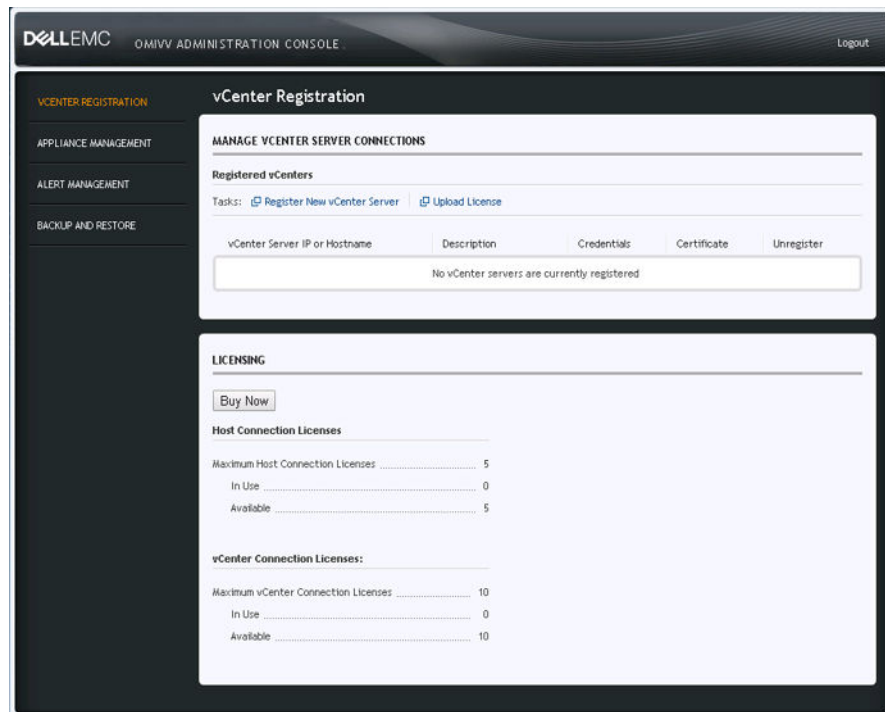 DELLEMC OMIVV ADMINISTRATION CONSOLE
Logout
VCENTER REGISTRATION
APPLIANCE MANAGEMENT
ALERT MANAGEMENT
BACKUP AND RESTORE
vCenter Registration
MANAGE VCENTER SERVER CONNECTIONS
Registered vCenters
Tasks: Register New vCenter Server Upload License
vCenter Server IP or Hostname Description Credentials Certificate Unregister
No vCenter servers are currently registered
LICENSING
Buy Now
Host Connection Licenses
Maximum Host Connection Licenses 5
In Use 0
Available 5
vCenter Connection Licenses:
Maximum vCenter Connection Licenses 10
In Use 0
Available 10